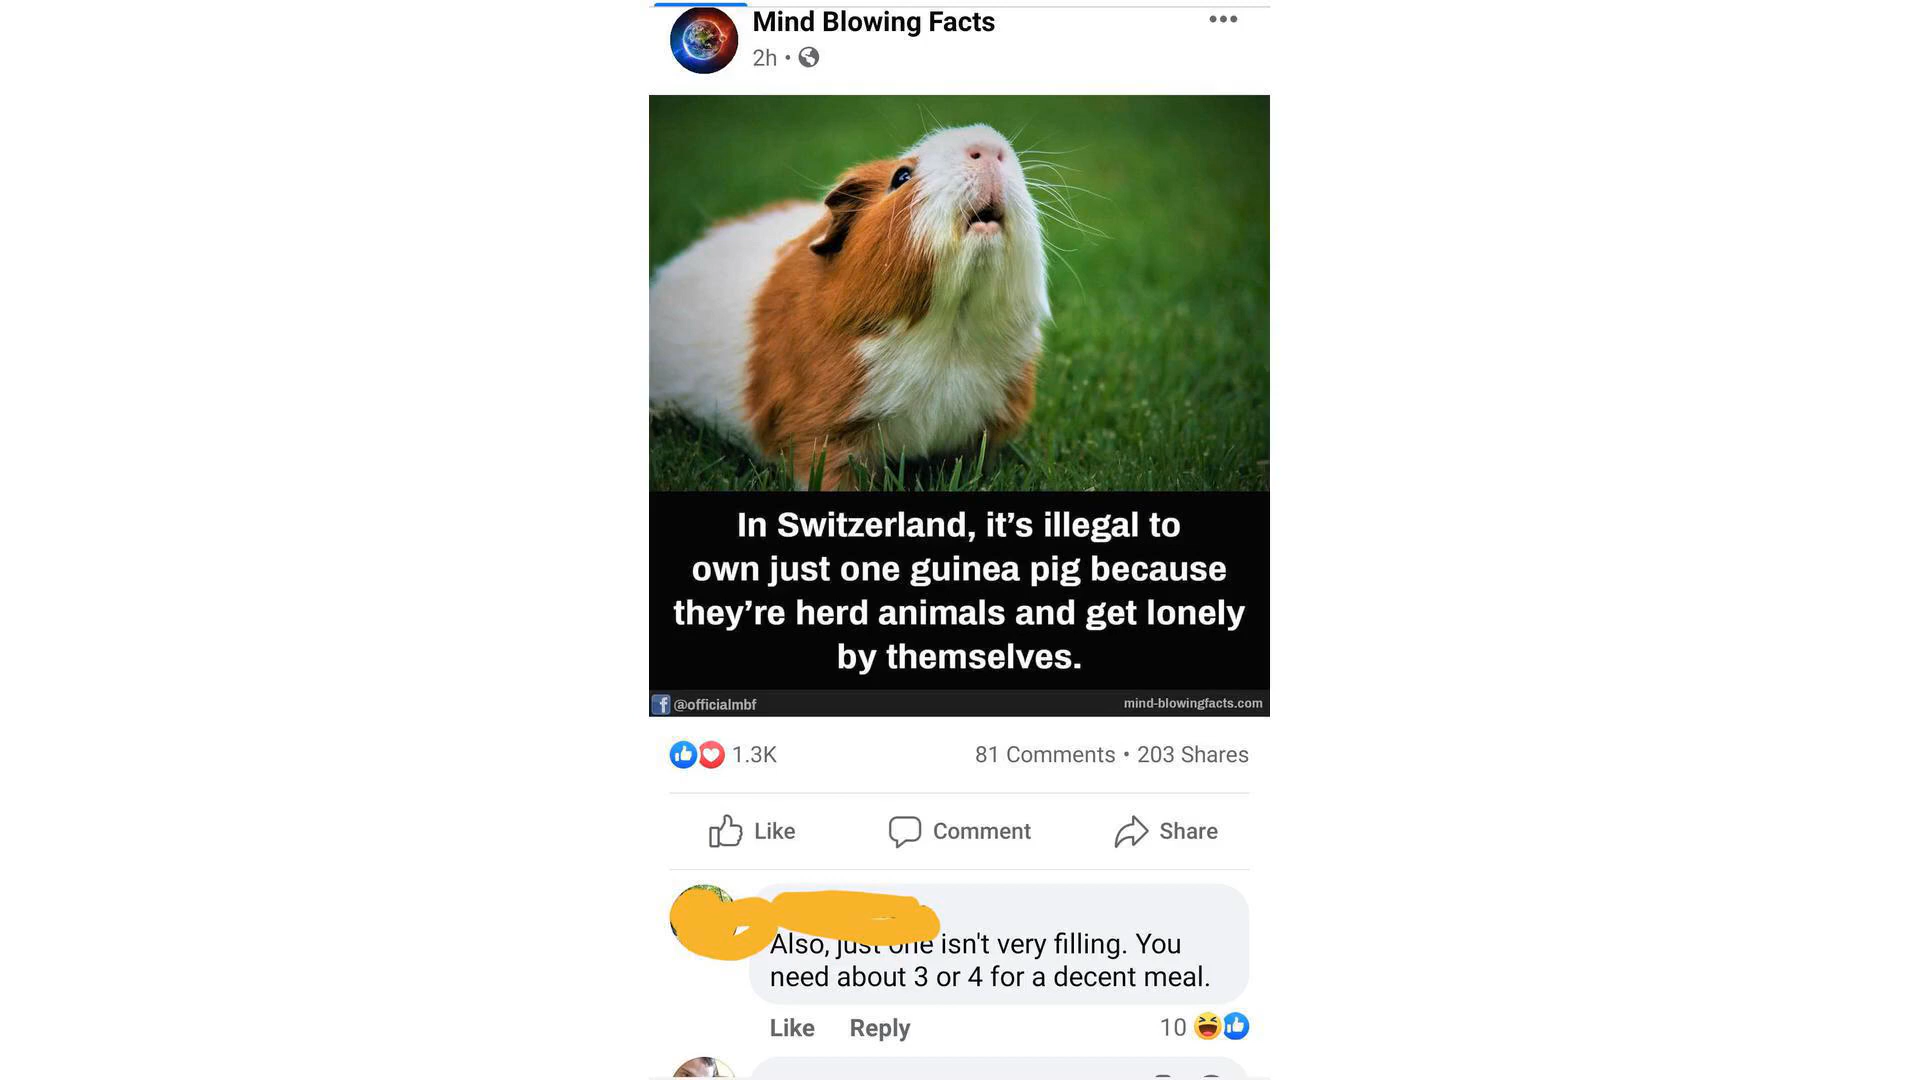 Mind Blowing Facts
2h •
In Switzerland, it's illegal to
own just one guinea pig because
they're herd animals and get lonely
by themselves.
f @officialmbf
mind-blowingfacts.com
1.3K
81 Comments • 203 Shares
Like
Comment
Share
Also, just one isn't very filling. You
need about 3 or 4 for a decent meal.
Like Reply
10